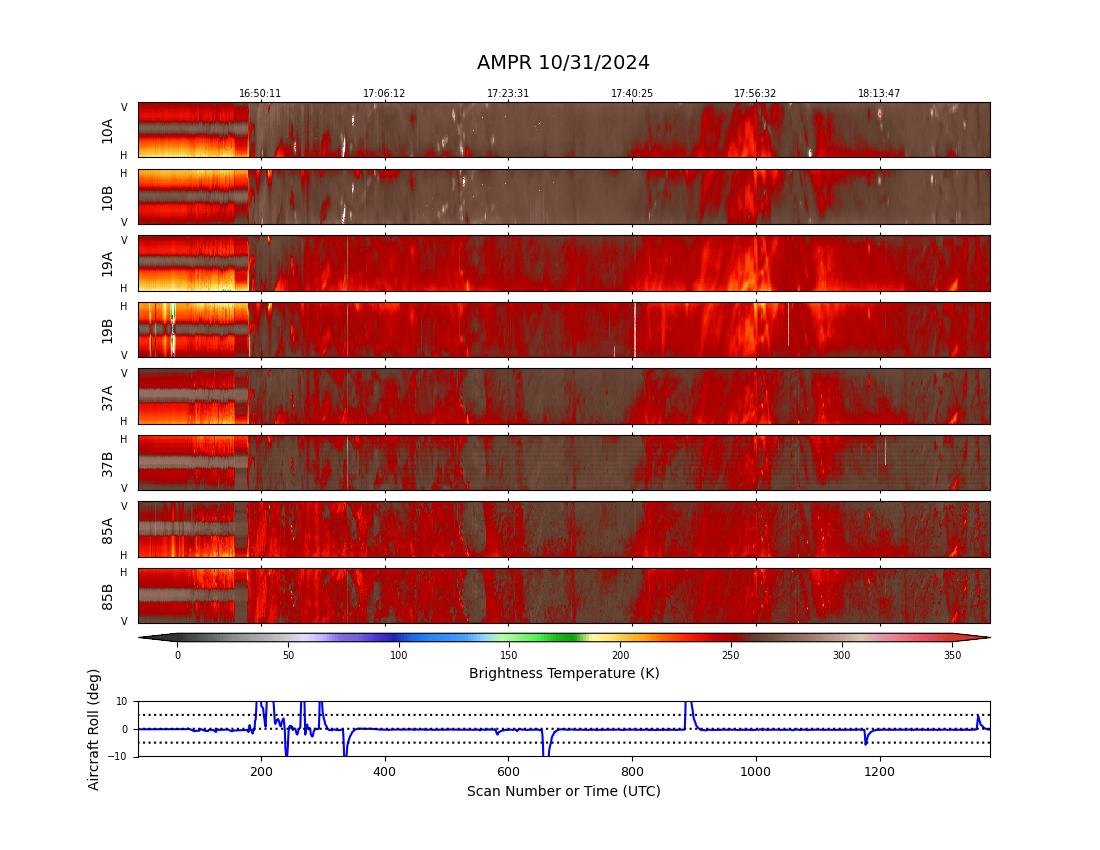 AMPR 10/31/2024
16:50:11 17:06:12 17:23:31 17:40:25 17:56:32 18:13:47
V
10A
H
H
10B
V
V
19A
H
H
19B
V
V
37A
H
H
37B
V
V
85A
H
H
85B
V
0 50 100 150 200 250 300 350
Brightness Temperature (K)
Aircraft Roll (deg)
10
0
−10
200 400 600 800 1000 1200
Scan Number or Time (UTC)